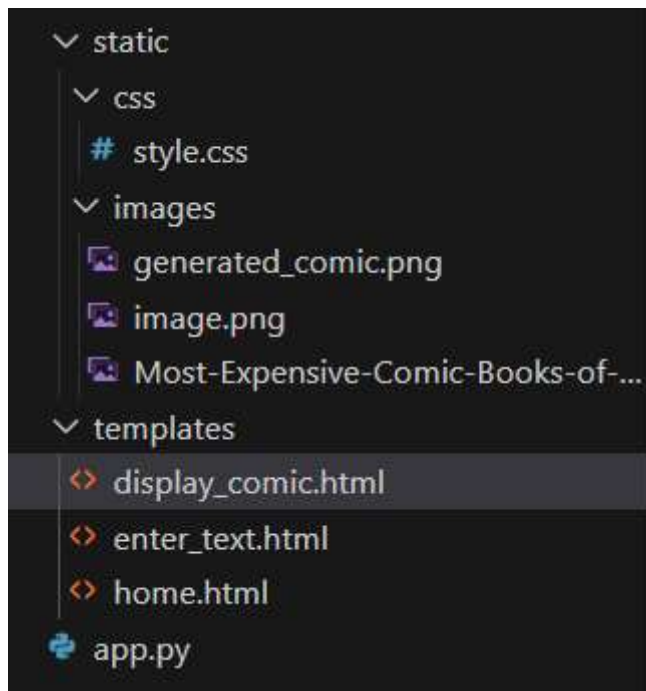 static
css
# style.css
images
generated_comic.png
image.png
Most-Expensive-Comic-Books-of-...
templates
<> display_comic.html
<> enter_text.html
<> home.html
app.py